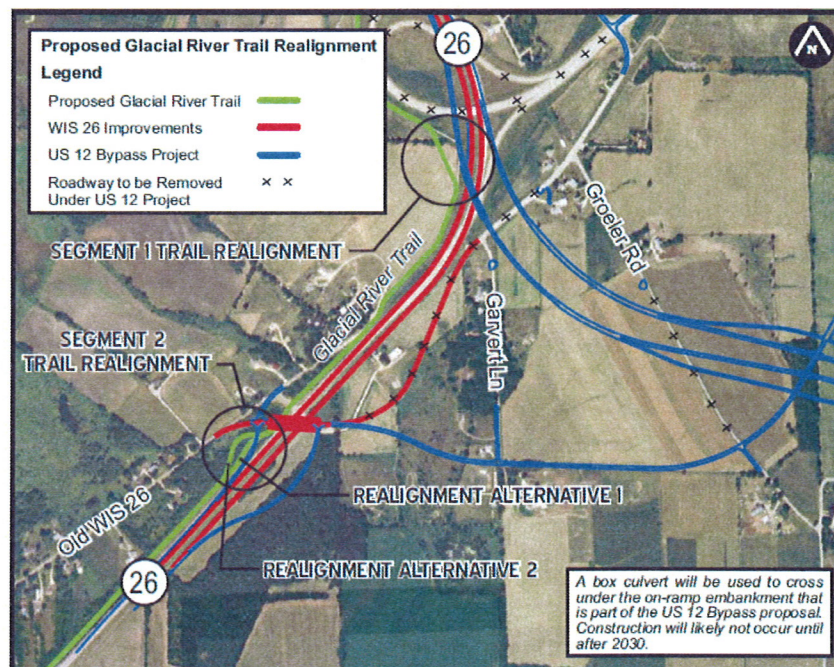 Proposed Glacial River Trail Realignment
Legend
Proposed Glacial River Trail
WIS 26 Improvements
US 12 Bypass Project
Roadway to be Removed
Under US 12 Project
26
N
SEGMENT 1 TRAIL REALIGNMENT
Groeler Rd
Glacial River Trail
Garvert Ln
SEGMENT 2
TRAIL REALIGNMENT
REALIGNMENT ALTERNATIVE 1
Old WIS 26
REALIGNMENT ALTERNATIVE 2
26
A box culvert will be used to cross
under the on-ramp embankment that
is part of the US 12 Bypass proposal.
Construction will likely not occur until
after 2030.